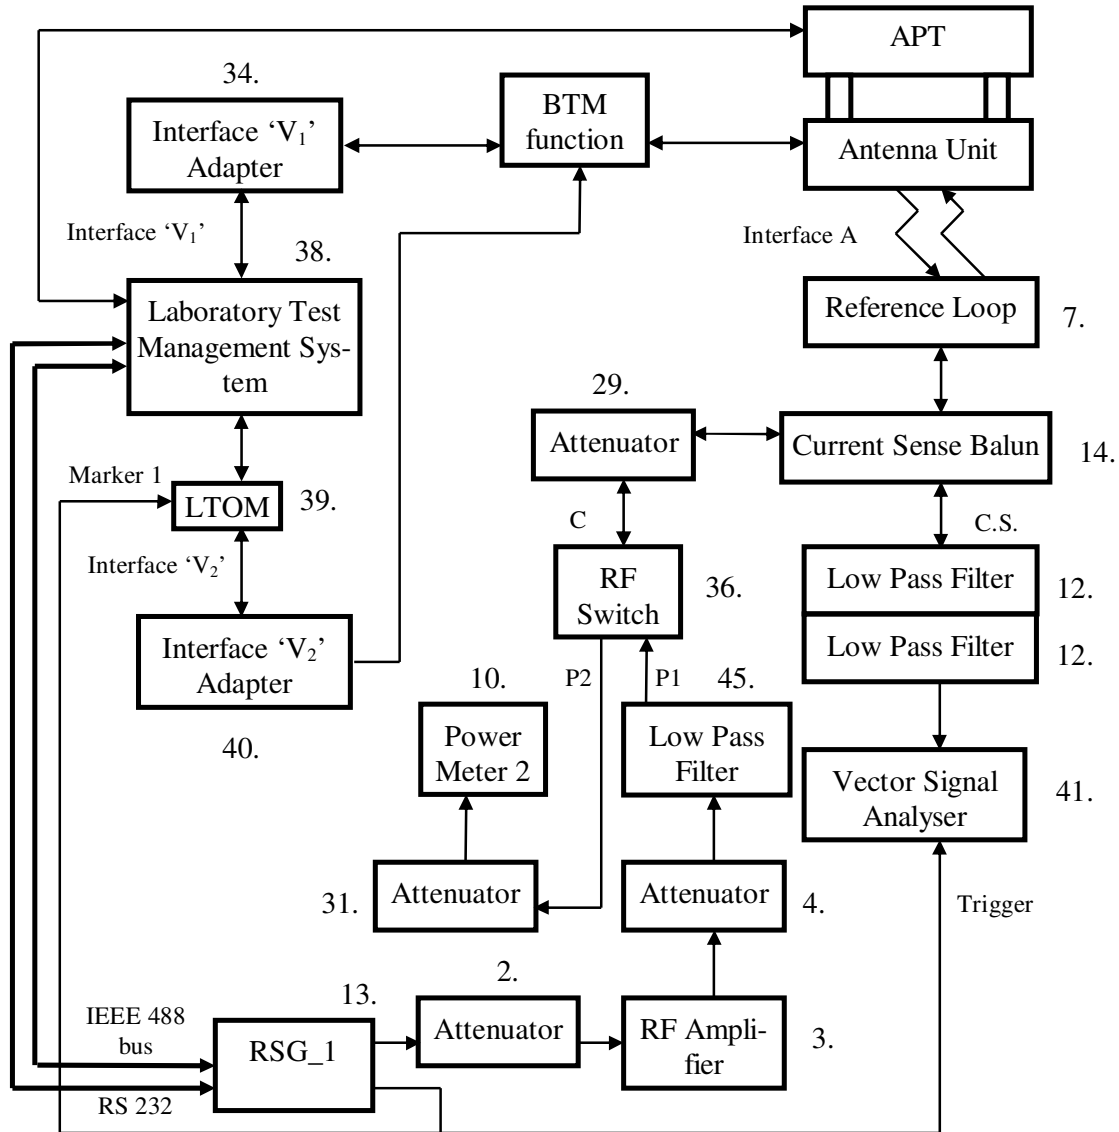 APT
34.
BTM
function
Interface ‘V1’
Adapter
Antenna Unit
Interface ‘V1’
Interface A
38.
Laboratory Test
Management Sys-
tem
Reference Loop
7.
29.
Attenuator
Current Sense Balun
14.
Marker 1
LTOM
39.
C
C.S.
Interface ‘V2’
RF
Switch
36.
Low Pass Filter
12.
Low Pass Filter
12.
Interface ‘V2’
Adapter
40.
P2
P1
10.
45.
Power
Meter 2
Low Pass
Filter
Vector Signal
Analyser
41.
31.
Attenuator
Attenuator
4.
Trigger
2.
13.
IEEE 488
bus
RSG_1
Attenuator
RF Ampli-
fier
3.
RS 232